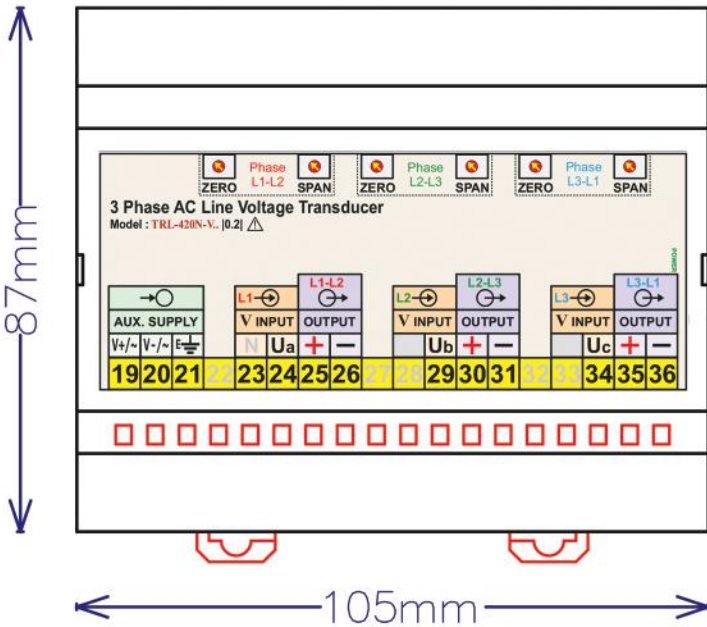 Phase Phase Phase
L1-L2 L2-L3 L3-L1
ZERO SPAN ZERO SPAN ZERO SPAN
3 Phase AC Line Voltage Transducer
Model : TRL-420N-V.. |0.2|
POWER
L1-L2 L2-L3 L3-L1
L1 L2 L3
AUX. SUPPLY V INPUT OUTPUT V INPUT OUTPUT V INPUT OUTPUT
V+/~ V-/~ E N Ua + − Ub + − Uc + −
19 20 21 22 23 24 25 26 27 28 29 30 31 32 33 34 35 36
87mm
105mm